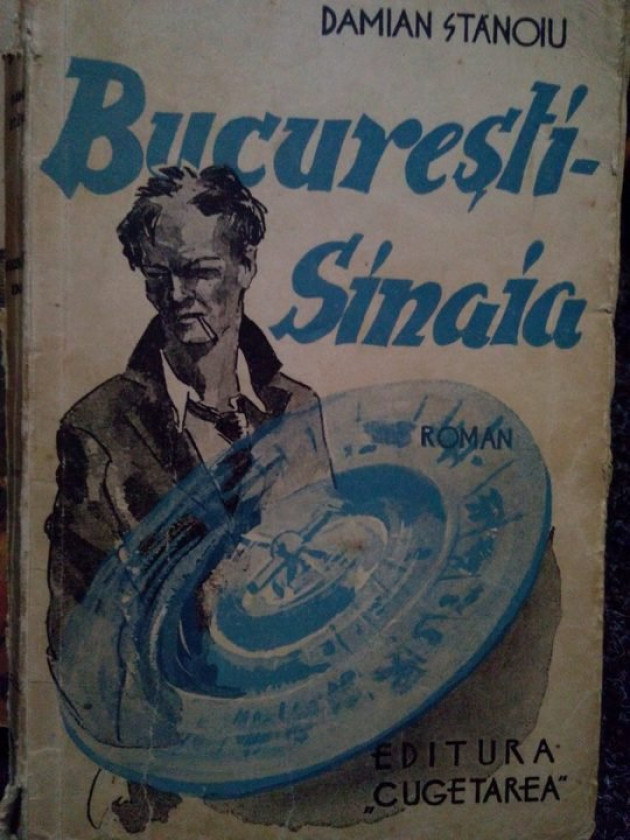 DAMIAN STĂNOIU
București-
Sinaia
ROMAN
EDITURA
„CUGETAREA"